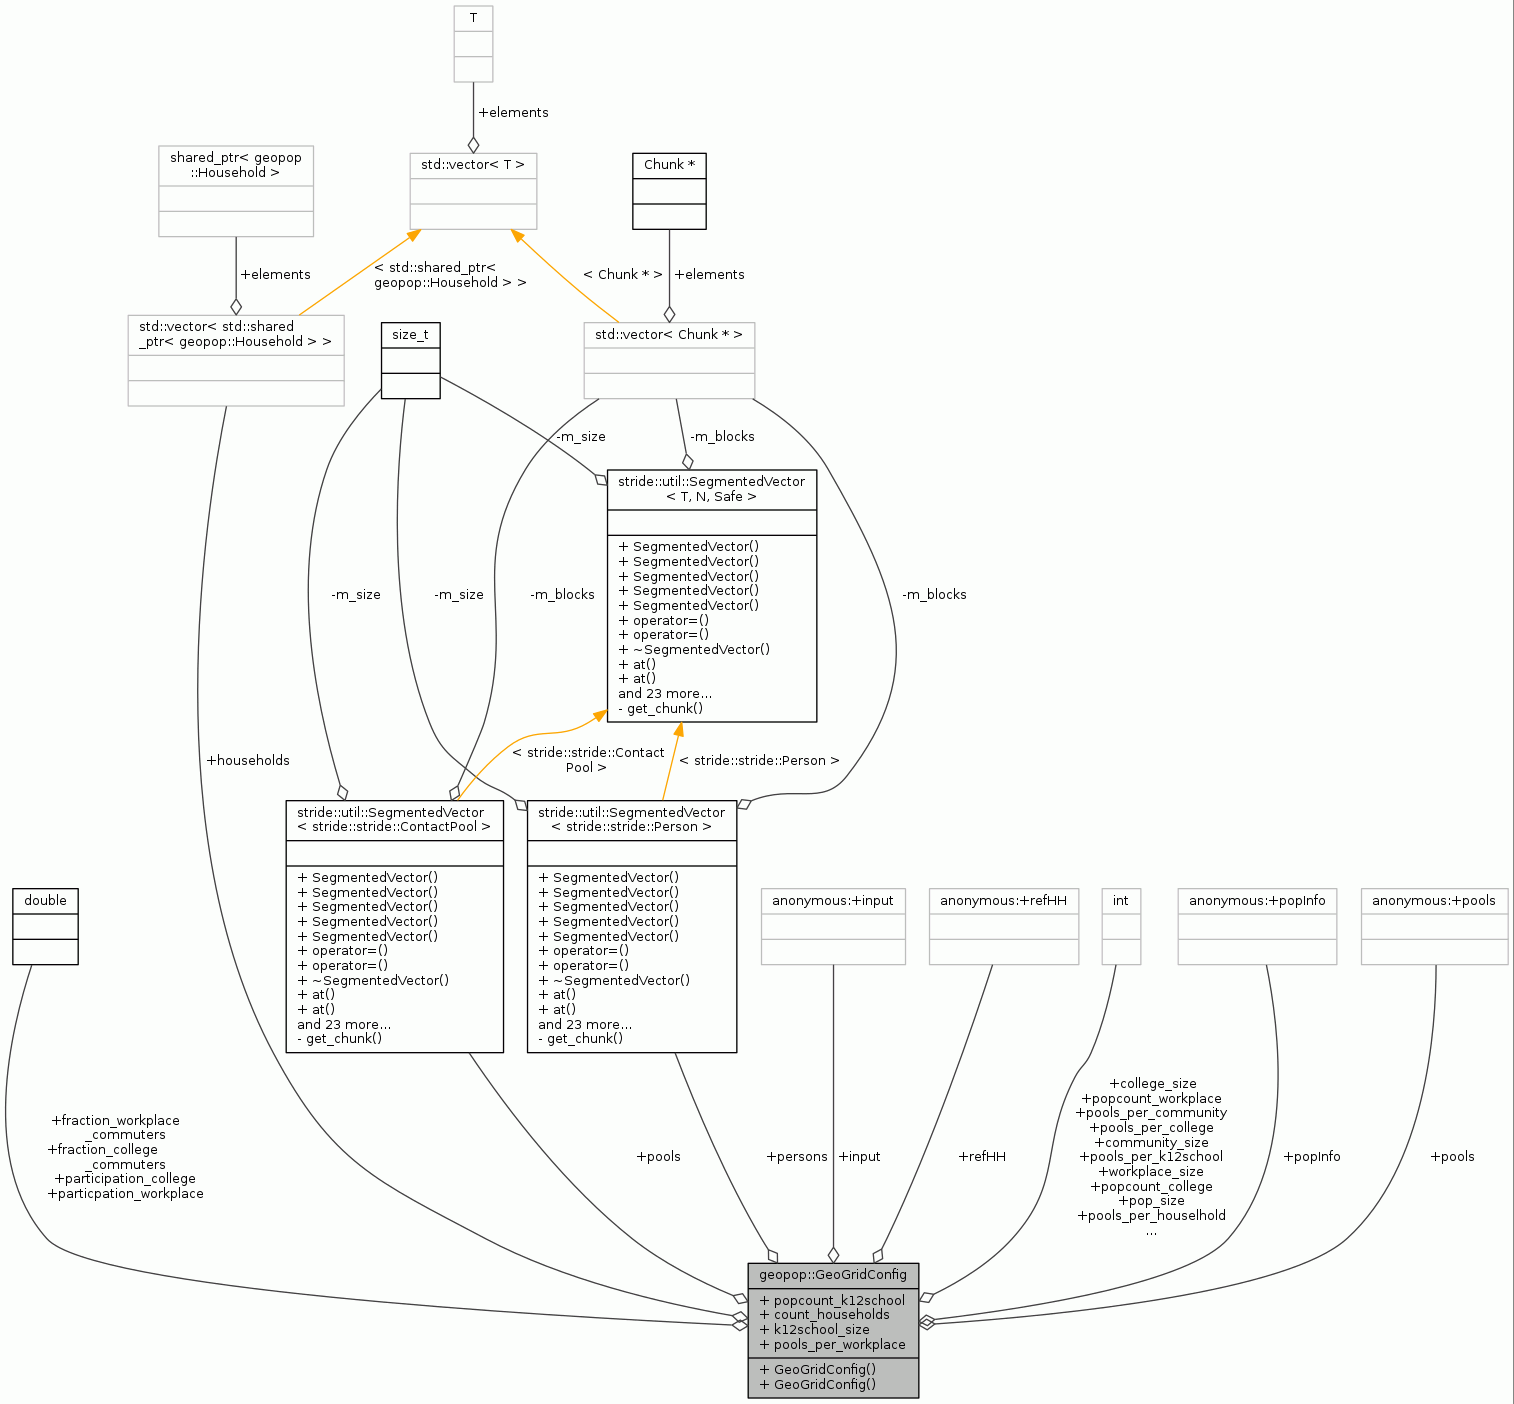 T
+elements
shared_ptr< geopop
::Household >
std::vector< T >
Chunk *
< std::shared_ptr<
geopop::Household > >
< Chunk * >
+elements
+elements
std::vector< std::shared
_ptr< geopop::Household > >
size_t
std::vector< Chunk * >
-m_size
-m_blocks
stride::util::SegmentedVector
< T, N, Safe >
+ SegmentedVector()
+ SegmentedVector()
+ SegmentedVector()
+ SegmentedVector()
+ SegmentedVector()
+ operator=()
+ operator=()
+ ~SegmentedVector()
+ at()
+ at()
and 23 more...
- get_chunk()
-m_size
-m_size
-m_blocks
-m_blocks
+households
< stride::stride::Contact
Pool >
< stride::stride::Person >
stride::util::SegmentedVector
< stride::stride::ContactPool >
+ SegmentedVector()
+ SegmentedVector()
+ SegmentedVector()
+ SegmentedVector()
+ SegmentedVector()
+ operator=()
+ operator=()
+ ~SegmentedVector()
+ at()
+ at()
and 23 more...
- get_chunk()
stride::util::SegmentedVector
< stride::stride::Person >
+ SegmentedVector()
+ SegmentedVector()
+ SegmentedVector()
+ SegmentedVector()
+ SegmentedVector()
+ operator=()
+ operator=()
+ ~SegmentedVector()
+ at()
+ at()
and 23 more...
- get_chunk()
double
anonymous:+input
anonymous:+refHH
int
anonymous:+popInfo
anonymous:+pools
+fraction_workplace
_commuters
+fraction_college
_commuters
+participation_college
+particpation_workplace
+pools
+persons
+input
+refHH
+college_size
+popcount_workplace
+pools_per_community
+pools_per_college
+community_size
+pools_per_k12school
+workplace_size
+popcount_college
+pop_size
+pools_per_houselhold
...
+popInfo
+pools
geopop::GeoGridConfig
+ popcount_k12school
+ count_households
+ k12school_size
+ pools_per_workplace
+ GeoGridConfig()
+ GeoGridConfig()